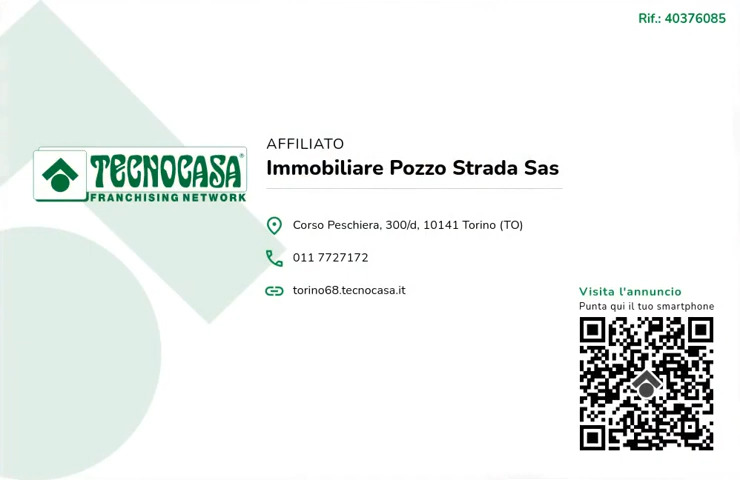 Rif.: 40376085
AFFILIATO
Immobiliare Pozzo Strada Sas
TECNOCASA®
FRANCHISING NETWORK
Corso Peschiera, 300/d, 10141 Torino (TO)
011 7727172
torino68.tecnocasa.it
Visita l'annuncio
Punta qui il tuo smartphone